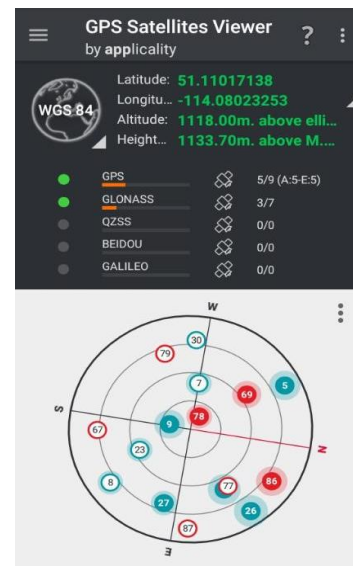 GPS Satellites Viewer
by applicality
?
WGS 84
Latitude: 51.11017138
Longitu... -114.08023253
Altitude: 1118.00m. above elli...
Height... 1133.70m. above M....
GPS 5/9 (A:5-E:5)
GLONASS 3/7
QZSS 0/0
BEIDOU 0/0
GALILEO 0/0
W
30
79
7
5
69
78
S
9
67
N
23
8
77
86
27
26
87
E